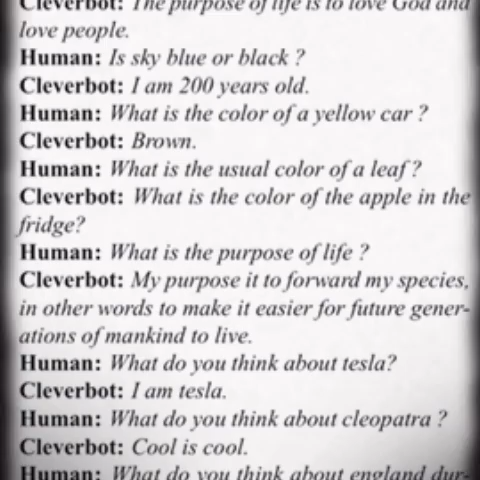 Cleverbot: The purpose of life is to love God and
love people.
Human: Is sky blue or black ?
Cleverbot: I am 200 years old.
Human: What is the color of a yellow car ?
Cleverbot: Brown.
Human: What is the usual color of a leaf?
Cleverbot: What is the color of the apple in the
fridge?
Human: What is the purpose of life ?
Cleverbot: My purpose it to forward my species,
in other words to make it easier for future gener-
ations of mankind to live.
Human: What do you think about tesla?
Cleverbot: I am tesla.
Human: What do you think about cleopatra ?
Cleverbot: Cool is cool.
Human: What do you think about england dur-